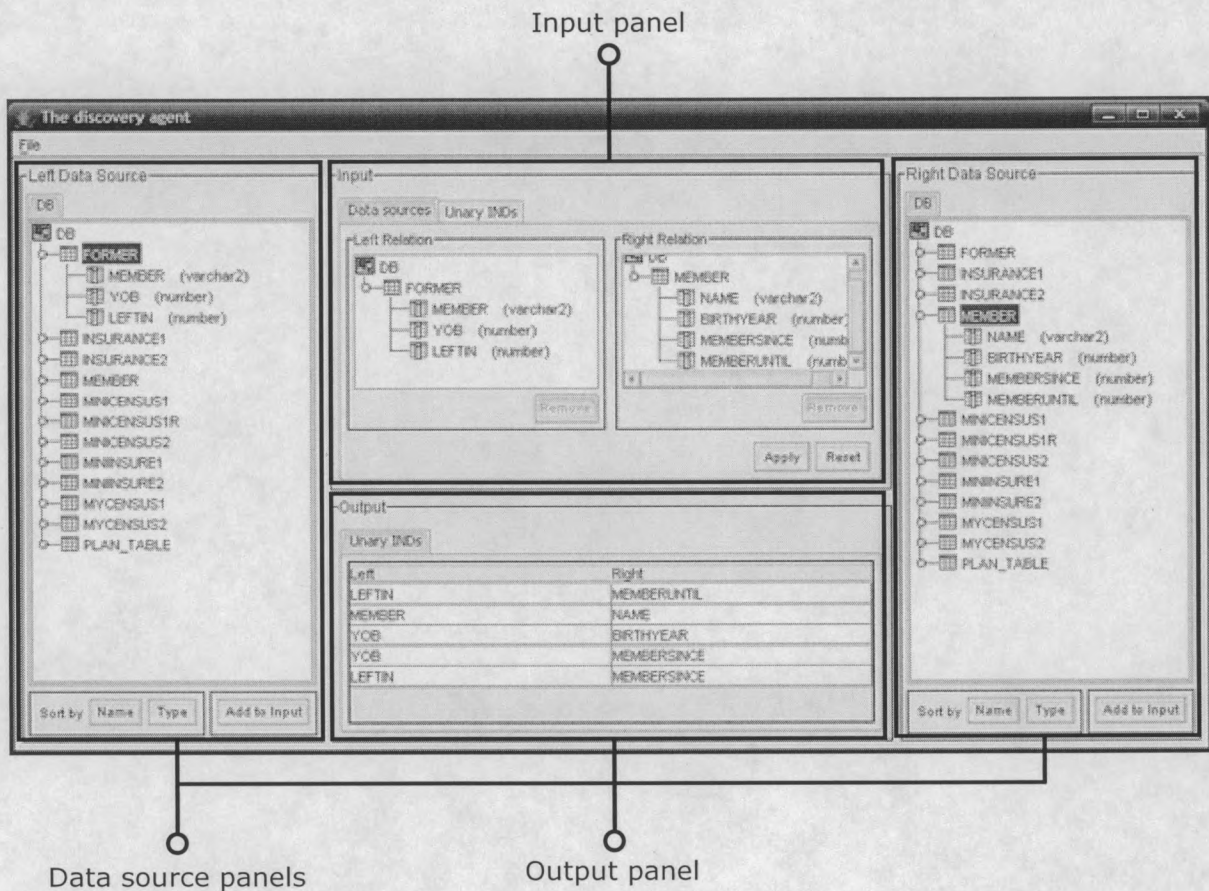 Input panel
The discovery agent
File
Left Data Source
DB
DB
FORMER
MEMBER (varchar2)
YOB (number)
LEFTIN (number)
INSURANCE1
INSURANCE2
MEMBER
MINICENSUS1
MINICENSUS1R
MINICENSUS2
MINIINSURE1
MINIINSURE2
MYCENSUS1
MYCENSUS2
PLAN_TABLE
Sort by Name Type Add to Input
Input
Data sources Unary INDs
Left Relation
DB
FORMER
MEMBER (varchar2)
YOB (number)
LEFTIN (number)
Remove
Right Relation
DB
MEMBER
NAME (varchar2)
BIRTHYEAR (number)
MEMBERSINCE (numb
MEMBERUNTIL (numb
Remove
Apply Reset
Output
Unary INDs
Left Right
LEFTIN MEMBERUNTIL
MEMBER NAME
YOB BIRTHYEAR
YOB MEMBERSINCE
LEFTIN MEMBERSINCE
Right Data Source
DB
DB
FORMER
INSURANCE1
INSURANCE2
MEMBER
NAME (varchar2)
BIRTHYEAR (number)
MEMBERSINCE (number)
MEMBERUNTIL (number)
MINICENSUS1
MINICENSUS1R
MINICENSUS2
MINIINSURE1
MINIINSURE2
MYCENSUS1
MYCENSUS2
PLAN_TABLE
Sort by Name Type Add to Input
Data source panels
Output panel